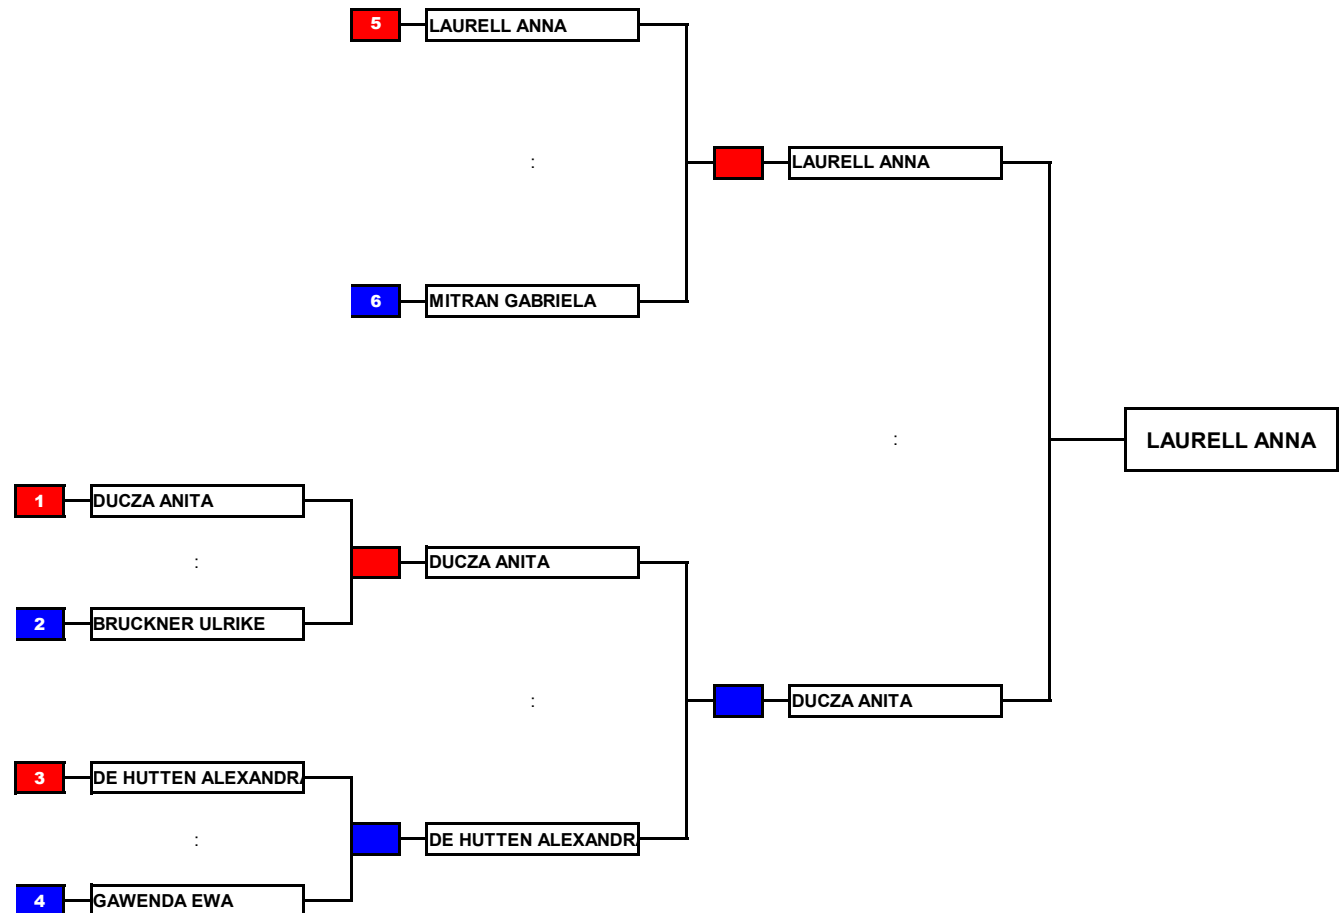 5 LAURELL ANNA
:
LAURELL ANNA
6 MITRAN GABRIELA
:
LAURELL ANNA
1 DUCZA ANITA
:
DUCZA ANITA
2 BRUCKNER ULRIKE
:
DUCZA ANITA
3 DE HUTTEN ALEXANDRA
:
DE HUTTEN ALEXANDR
4 GAWENDA EWA